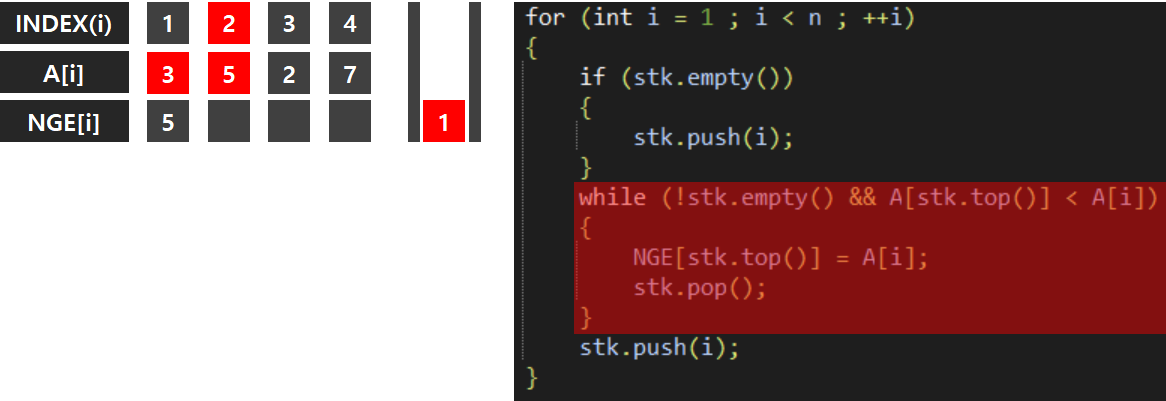 INDEX(i) 1 2 3 4
A[i] 3 5 2 7
NGE[i] 5
1
for (int i = 1 ; i < n ; ++i)
{
if (stk.empty())
{
stk.push(i);
}
while (!stk.empty() && A[stk.top()] < A[i])
{
NGE[stk.top()] = A[i];
stk.pop();
}
stk.push(i);
}